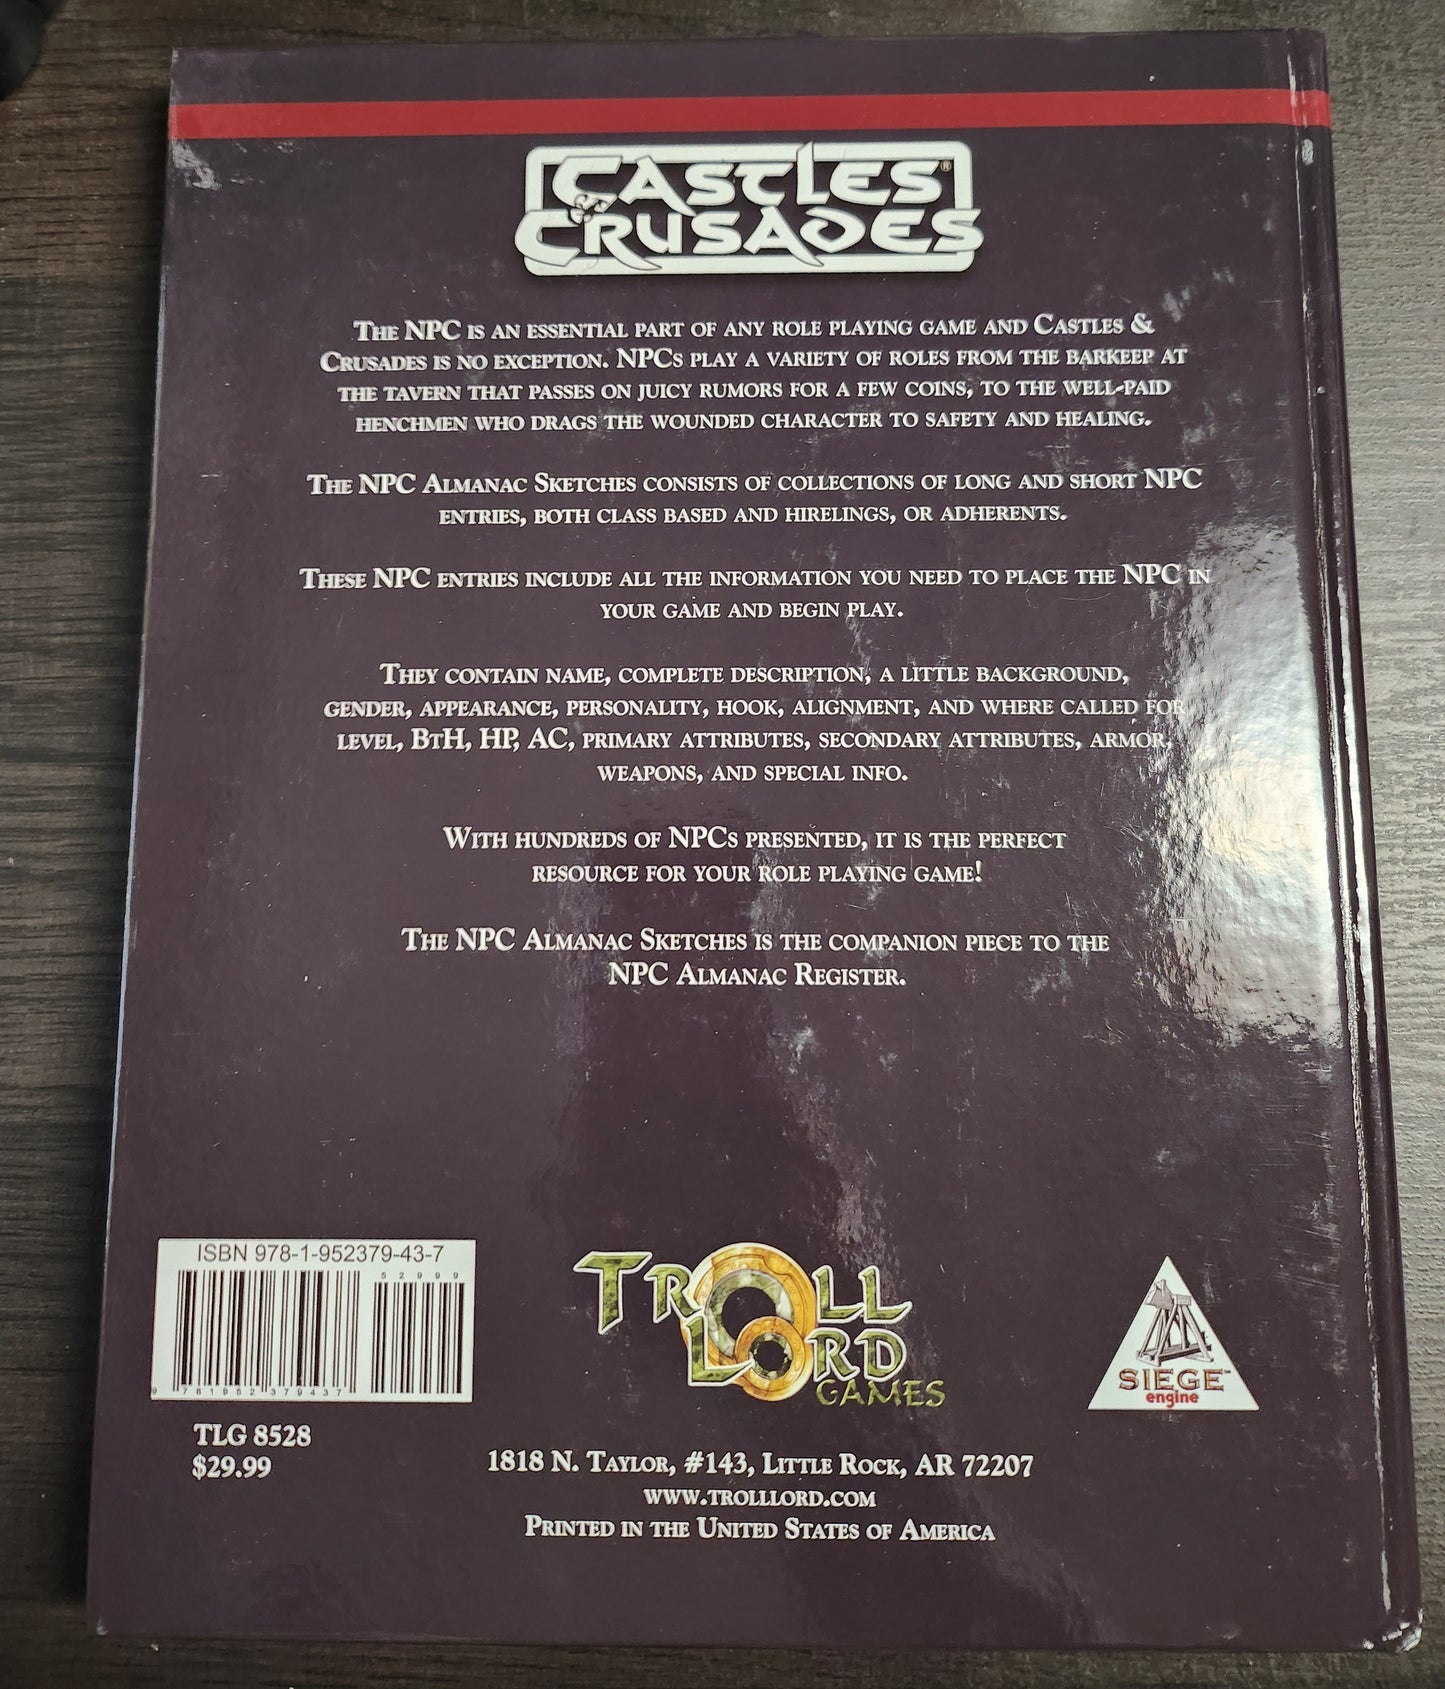 Castles®
& Crusades
The NPC is an essential part of any role playing game and Castles &
Crusades is no exception. NPCs play a variety of roles from the barkeep at
the tavern that passes on juicy rumors for a few coins, to the well-paid
henchmen who drags the wounded character to safety and healing.
The NPC Almanac Sketches consists of collections of long and short NPC
entries, both class based and hirelings, or adherents.
These NPC entries include all the information you need to place the NPC in
your game and begin play.
They contain name, complete description, a little background,
gender, appearance, personality, hook, alignment, and where called for
level, BtH, HP, AC, primary attributes, secondary attributes, armor,
weapons, and special info.
With hundreds of NPCs presented, it is the perfect
resource for your role playing game!
The NPC Almanac Sketches is the companion piece to the
NPC Almanac Register.
ISBN 978-1-952379-43-7
52999
9 781952 379437
TLG 8528
$29.99
Troll
Lord
Games
SIEGE™
engine
1818 N. Taylor, #143, Little Rock, AR 72207
www.trolllord.com
Printed in the United States of America